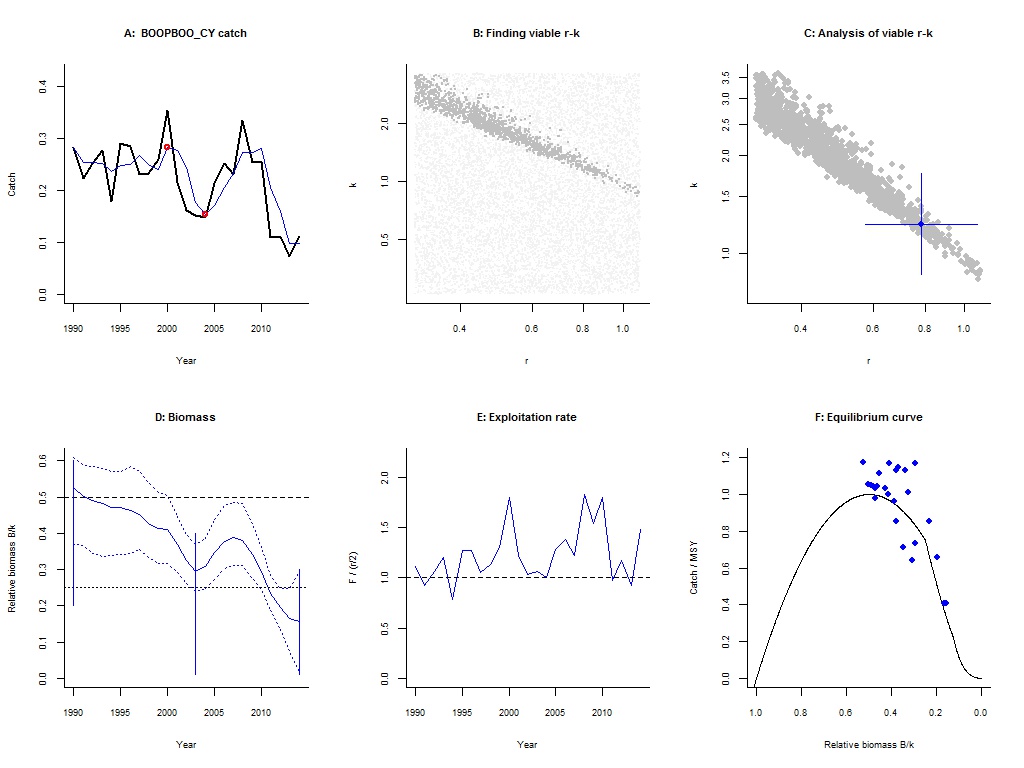 A: BOOPBOO_CY catch
Catch
0.0 0.1 0.2 0.3 0.4
1990 1995 2000 2005 2010
Year
B: Finding viable r-k
k
0.5 1.0 2.0
0.4 0.6 0.8 1.0
r
C: Analysis of viable r-k
k
1.0 1.5 2.0 2.5 3.0 3.5
0.4 0.6 0.8 1.0
r
D: Biomass
Relative biomass B/k
0.0 0.1 0.2 0.3 0.4 0.5 0.6
1990 1995 2000 2005 2010
Year
E: Exploitation rate
F / (r/2)
0.0 0.5 1.0 1.5 2.0
1990 1995 2000 2005 2010
Year
F: Equilibrium curve
Catch / MSY
0.0 0.2 0.4 0.6 0.8 1.0 1.2
1.0 0.8 0.6 0.4 0.2 0.0
Relative biomass B/k